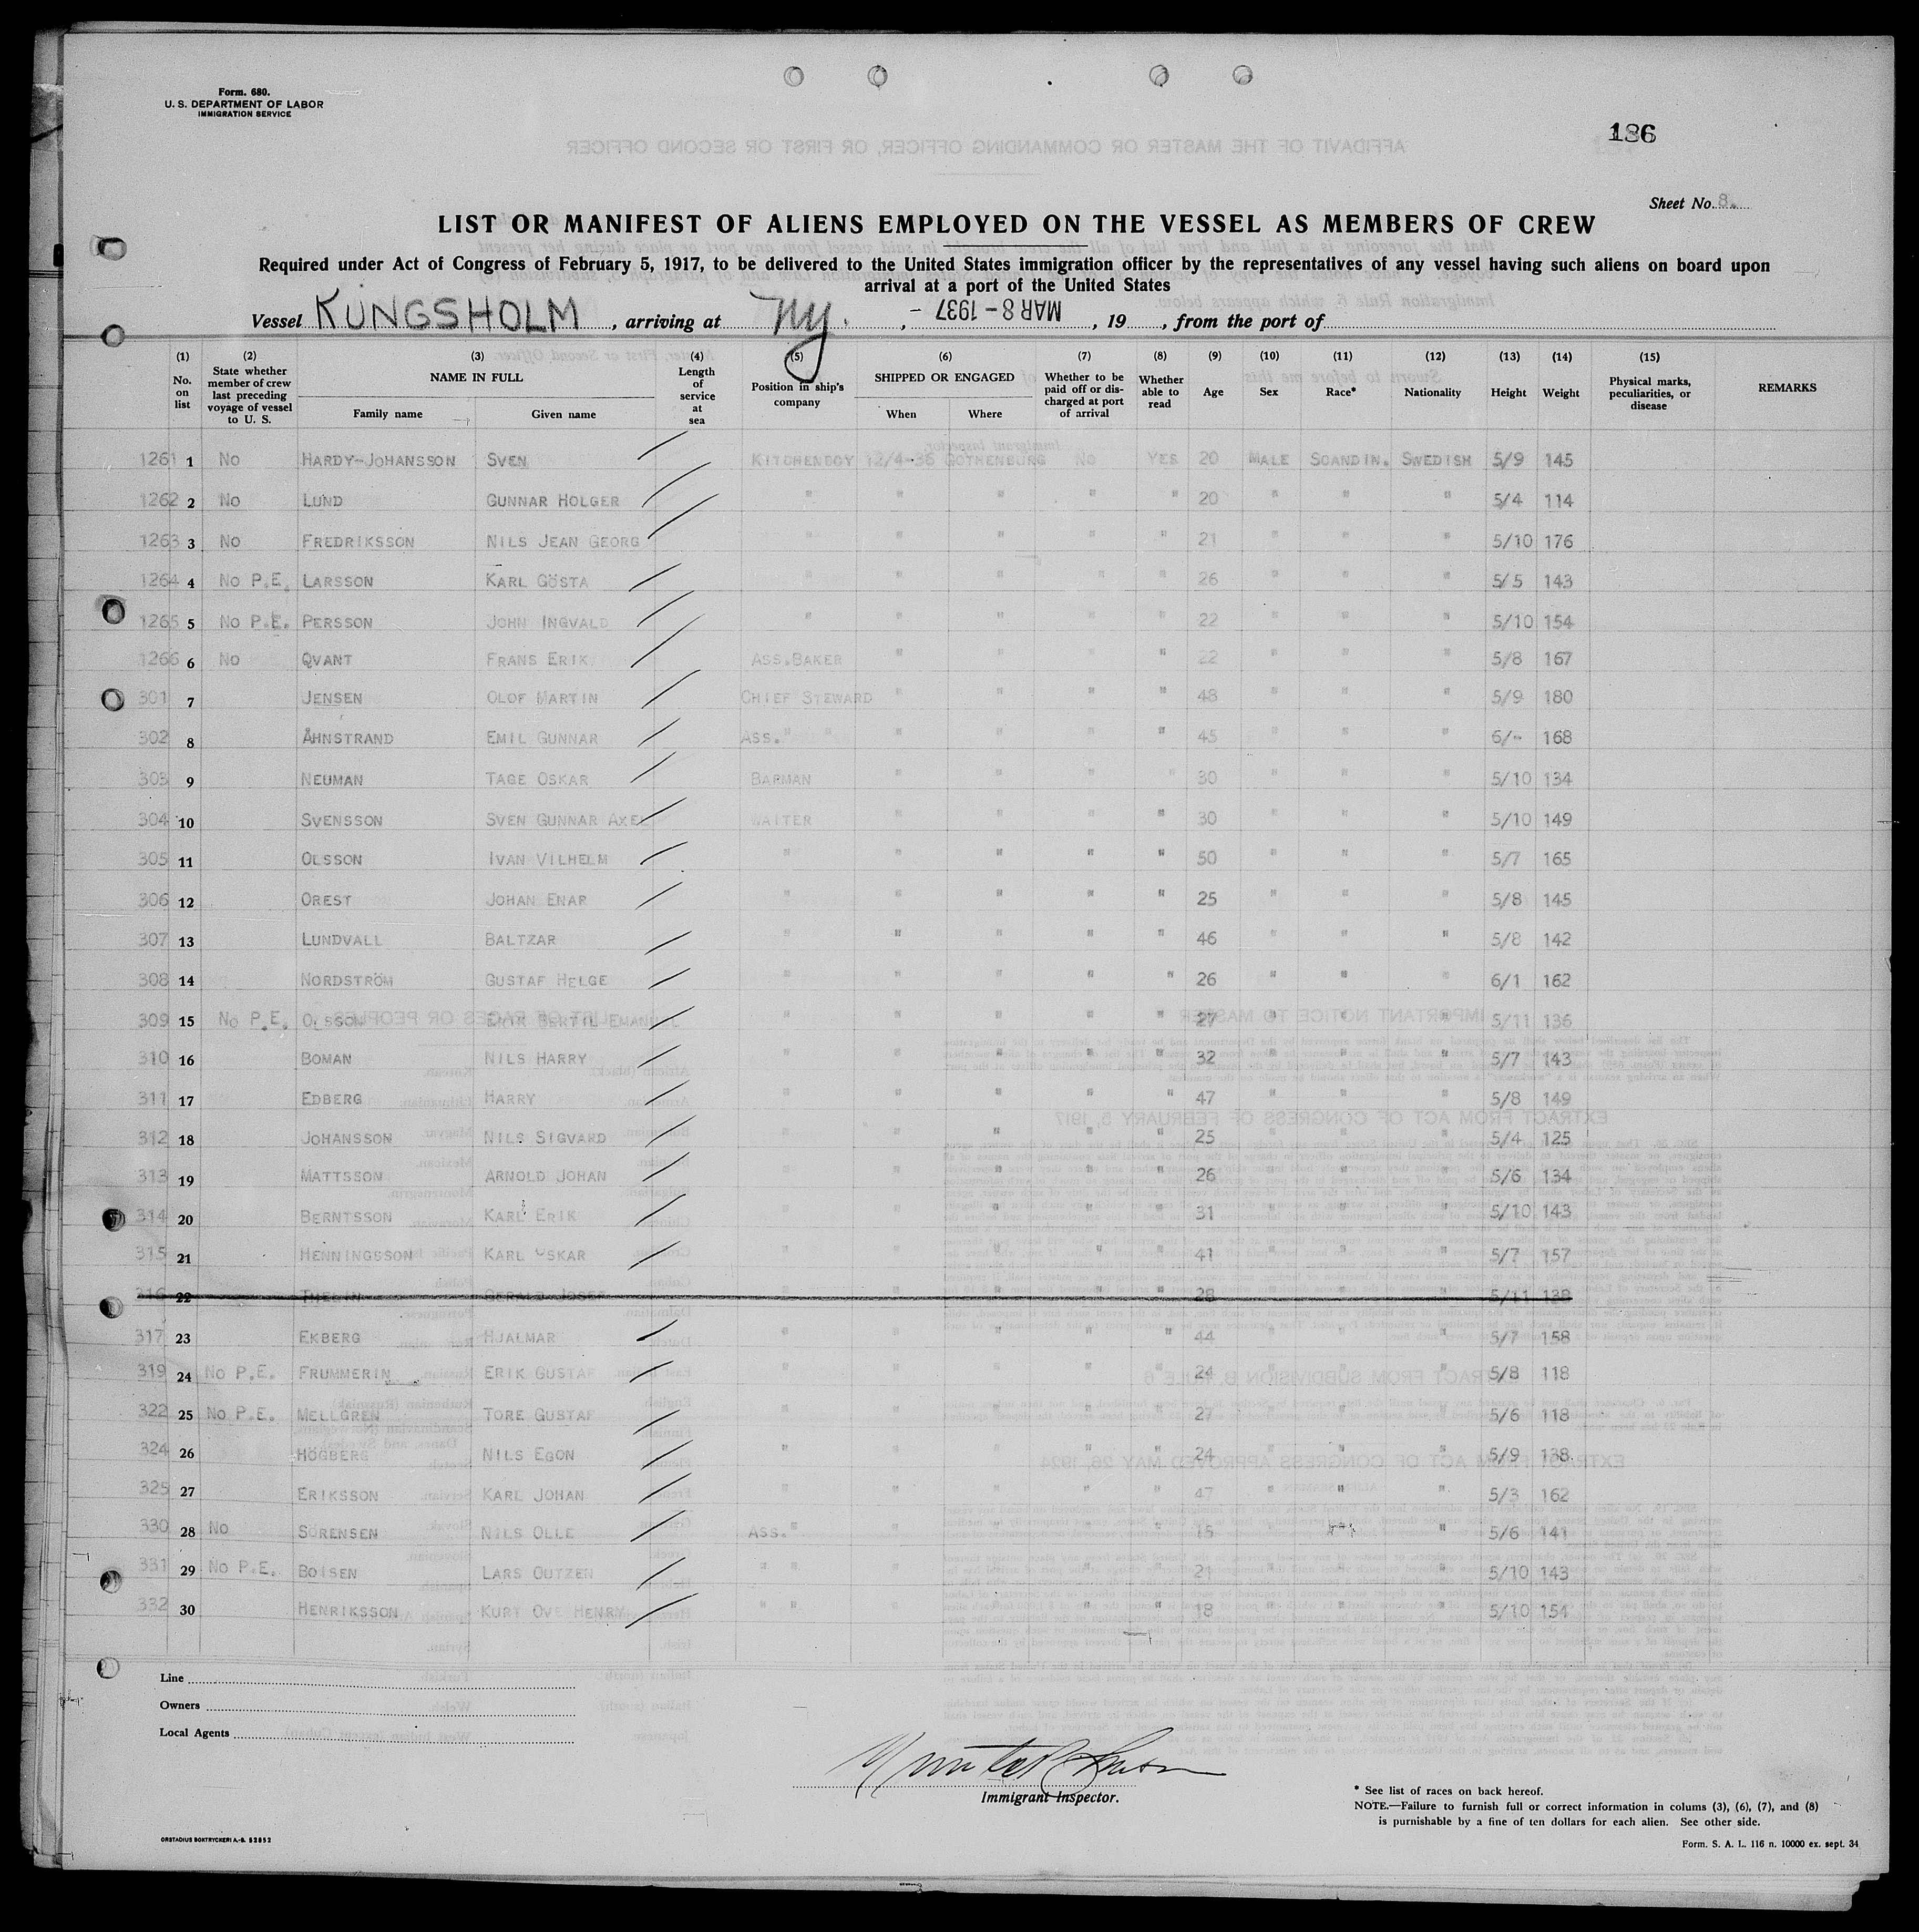 Form. 680.
U. S. DEPARTMENT OF LABOR
IMMIGRATION SERVICE
186
Sheet No. 8.
LIST OR MANIFEST OF ALIENS EMPLOYED ON THE VESSEL AS MEMBERS OF CREW
Required under Act of Congress of February 5, 1917, to be delivered to the United States immigration officer by the representatives of any vessel having such aliens on board upon
arrival at a port of the United States
Vessel KUNGSHOLM, arriving at Ny., MAR 8 - 1937 -, 19, from the port of
(1) (2) (3) (4) (5) (6) (7) (8) (9) (10) (11) (12) (13) (14) (15)
No. on list
State whether member of crew last preceding voyage of vessel to U. S.
NAME IN FULL
Family name Given name
Length of service at sea
Position in ship's company
SHIPPED OR ENGAGED
When Where
Whether to be paid off or discharged at port of arrival
Whether able to read
Age Sex Race* Nationality Height Weight
Physical marks, peculiarities, or disease
REMARKS
1261 1 No HARDY-JOHANSSON SVEN KITCHENBOY 12/4-36 GOTHENBURG NO YES 20 MALE SCANDIN. SWEDISH 5/9 145
1262 2 No LUND GUNNAR HOLGER " " " " " 20 " " " 5/4 114
1263 3 No FREDRIKSSON NILS JEAN GEORG " " " " " 21 " " " 5/10 176
1264 4 No P.E. LARSSON KARL GÖSTA " " " " " 26 " " " 5/5 143
1265 5 No P.E. PERSSON JOHN INGVALD " " " " " 22 " " " 5/10 154
1266 6 No QVANT FRANS ERIK ASS.BAKER " " " " 22 " " " 5/8 167
301 7 JENSEN OLOF MARTIN CHIEF STEWARD " " " " 48 " " " 5/9 180
302 8 ÅHNSTRAND EMIL GUNNAR ASS." " " " " " 45 " " " 6/- 168
303 9 NEUMAN TAGE OSKAR BARMAN " " " " 30 " " " 5/10 134
304 10 SVENSSON SVEN GUNNAR AXEL WAITER " " " " 30 " " " 5/10 149
305 11 OLSSON IVAN VILHELM " " " " " 50 " " " 5/7 165
306 12 OREST JOHAN ENAR " " " " " 25 " " " 5/8 145
307 13 LUNDVALL BALTZAR " " " " " 46 " " " 5/8 142
308 14 NORDSTRÖM GUSTAF HELGE " " " " " 26 " " " 6/1 162
309 15 No P.E. OLSSON ERIK BERTIL EMANUEL " " " " " 27 " " " 5/11 136
310 16 BOMAN NILS HARRY " " " " " 32 " " " 5/7 143
311 17 EDBERG HARRY " " " " " 47 " " " 5/8 149
312 18 JOHANSSON NILS SIGVARD " " " " " 25 " " " 5/4 125
313 19 MATTSSON ARNOLD JOHAN " " " " " 26 " " " 5/6 134
314 20 BERNTSSON KARL ERIK " " " " " 31 " " " 5/10 143
315 21 HENNINGSSON KARL OSKAR " " " " " 41 " " " 5/7 157
316 22 GERALD JOSEF " " " " " 28 " " " 5/11 138
317 23 EKBERG HJALMAR " " " " " 44 " " " 5/7 158
319 24 No P.E. FRUMMERIN ERIK GUSTAF " " " " " 24 " " " 5/8 118
322 25 No P.E. MELLGREN TORE GUSTAF " " " " " 27 " " " 5/6 118
324 26 HÖGBERG NILS EGON " " " " " 24 " " " 5/9 138
325 27 ERIKSSON KARL JOHAN " " " " " 47 " " " 5/3 162
330 28 No SÖRENSEN NILS OLLE ASS." " " " " 15 " " " 5/6 141
331 29 No P.E. BOISEN LARS OUTZEN " " " " " " 21 " " " 5/10 143
332 30 HENRIKSSON KURT OVE HENRY " " " " " " 18 " " " 5/10 154
Line
Owners
Local Agents
Immigrant Inspector.
* See list of races on back hereof.
NOTE.—Failure to furnish full or correct information in colums (3), (6), (7), and (8)
is punishable by a fine of ten dollars for each alien. See other side.
ORSTADIUS BOKTRYCKERI A.-B. 52952
Form. S. A. L. 116 n. 10000 ex. sept. 34